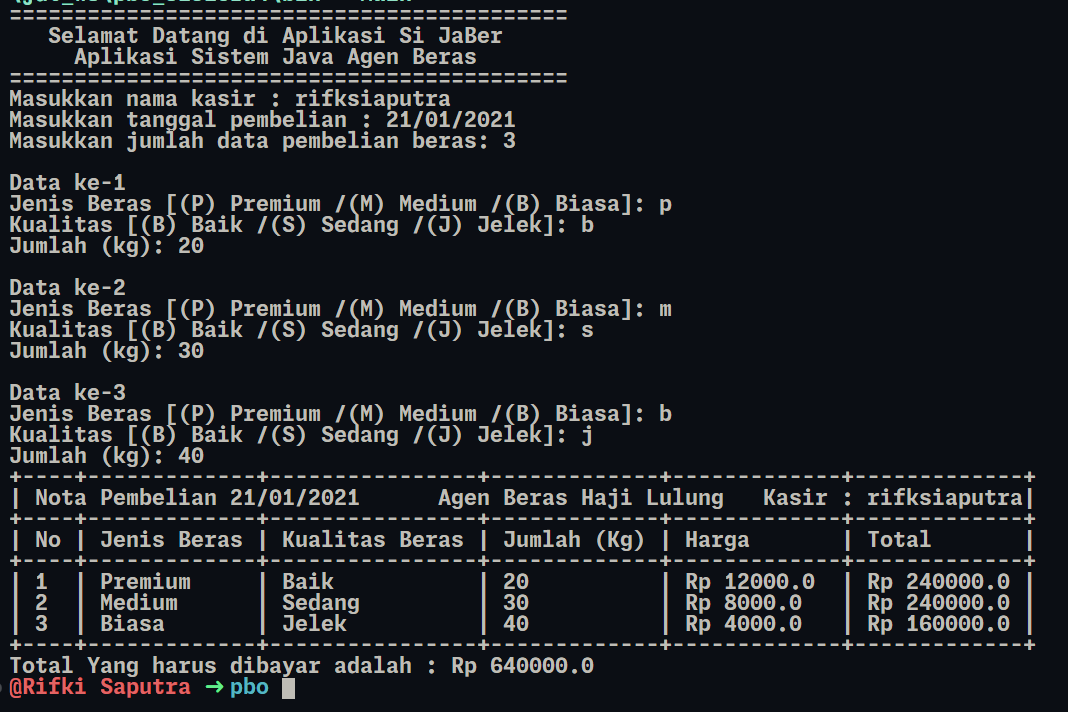 ===========================================
   Selamat Datang di Aplikasi Si JaBer
     Aplikasi Sistem Java Agen Beras
===========================================
Masukkan nama kasir : rifksiaputra
Masukkan tanggal pembelian : 21/01/2021
Masukkan jumlah data pembelian beras: 3

Data ke-1
Jenis Beras [(P) Premium /(M) Medium /(B) Biasa]: p
Kualitas [(B) Baik /(S) Sedang /(J) Jelek]: b
Jumlah (kg): 20

Data ke-2
Jenis Beras [(P) Premium /(M) Medium /(B) Biasa]: m
Kualitas [(B) Baik /(S) Sedang /(J) Jelek]: s
Jumlah (kg): 30

Data ke-3
Jenis Beras [(P) Premium /(M) Medium /(B) Biasa]: b
Kualitas [(B) Baik /(S) Sedang /(J) Jelek]: j
Jumlah (kg): 40
+----+-------------+----------------+-------------+-------------+-------------+
| Nota Pembelian 21/01/2021      Agen Beras Haji Lulung   Kasir : rifksiaputra|
+----+-------------+----------------+-------------+-------------+-------------+
| No | Jenis Beras | Kualitas Beras | Jumlah (Kg) | Harga       | Total       |
+----+-------------+----------------+-------------+-------------+-------------+
| 1  | Premium     | Baik           | 20          | Rp 12000.0  | Rp 240000.0 |
| 2  | Medium      | Sedang         | 30          | Rp 8000.0   | Rp 240000.0 |
| 3  | Biasa       | Jelek          | 40          | Rp 4000.0   | Rp 160000.0 |
+----+-------------+----------------+-------------+-------------+-------------+
Total Yang harus dibayar adalah : Rp 640000.0
@Rifki Saputra ➜ pbo